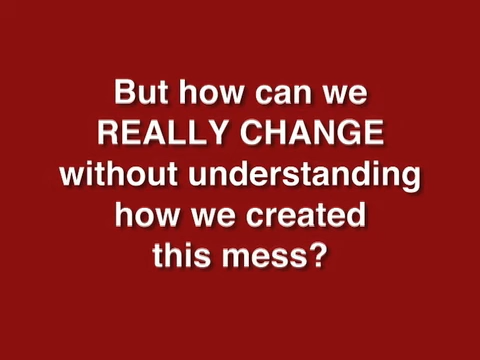 But how can we
REALLY CHANGE
without understanding
how we created
this mess?